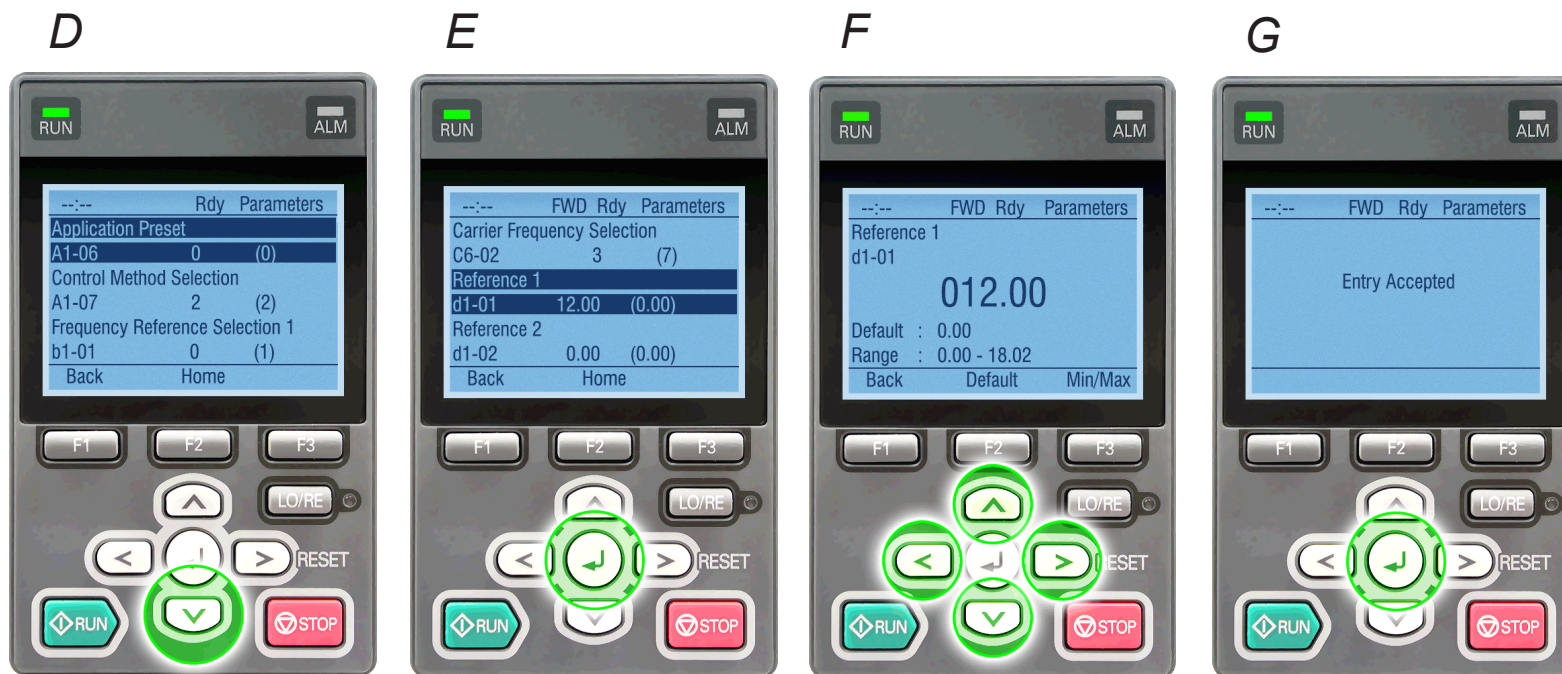 D
RUN
ALM
--:-- Rdy Parameters
Application Preset
A1-06 0 (0)
Control Method Selection
A1-07 2 (2)
Frequency Reference Selection 1
b1-01 0 (1)
Back Home
F1 F2 F3
LO/RE
< > RESET
RUN
STOP
E
RUN
ALM
--:-- FWD Rdy Parameters
Carrier Frequency Selection
C6-02 3 (7)
Reference 1
d1-01 12.00 (0.00)
Reference 2
d1-02 0.00 (0.00)
Back Home
F1 F2 F3
LO/RE
< > RESET
RUN
STOP
F
RUN
ALM
--:-- FWD Rdy Parameters
Reference 1
d1-01
012.00
Default : 0.00
Range : 0.00 - 18.02
Back Default Min/Max
F1 F2 F3
LO/RE
< > ESET
RUN
STOP
G
RUN
ALM
--:-- FWD Rdy Parameters
Entry Accepted
F1 F2 F3
LO/RE
< > RESET
RUN
STOP